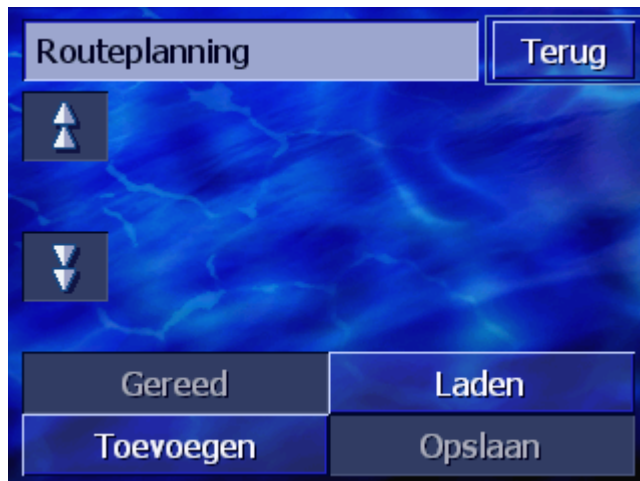 Routeplanning
Terug
Gereed
Laden
Toevoegen
Opslaan